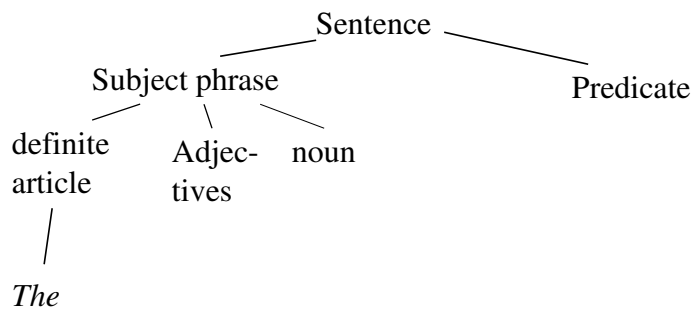 Sentence
Subject phrase
Predicate
definite
article
Adjec-
tives
noun
The